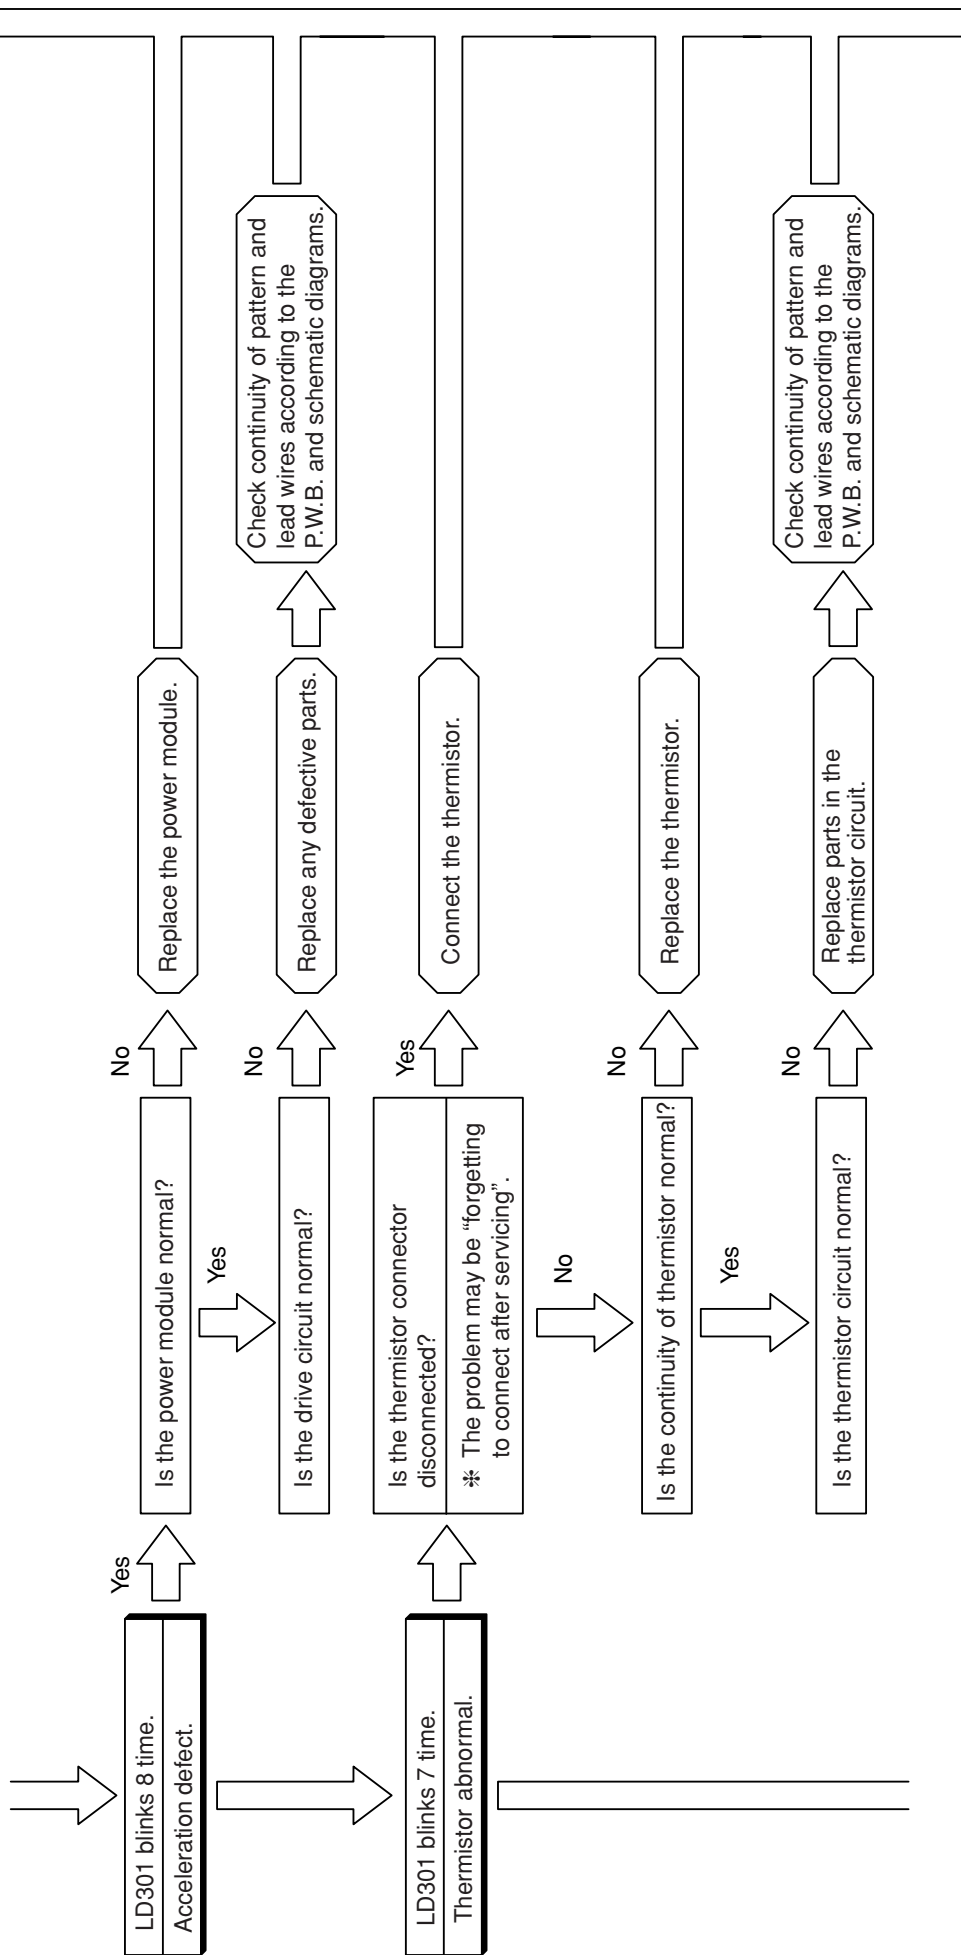 LD301 blinks 8 time.
Acceleration defect.
Yes
Is the power module normal?
No
Replace the power module.
Yes
Is the drive circuit normal?
No
Replace any defective parts.
Check continuity of pattern and
lead wires according to the
P.W.B. and schematic diagrams.
LD301 blinks 7 time.
Thermistor abnormal.
Is the thermistor connector
disconnected?
❇ The problem may be “forgetting
to connect after servicing”.
Yes
Connect the thermistor.
No
Is the continuity of thermistor normal?
No
Replace the thermistor.
Yes
Is the thermistor circuit normal?
No
Replace parts in the
thermistor circuit.
Check continuity of pattern and
lead wires according to the
P.W.B. and schematic diagrams.